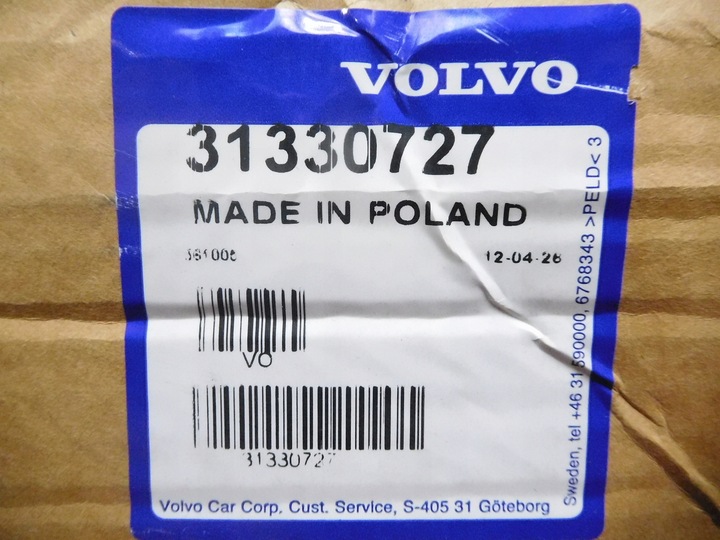 VOLVO
31330727
MADE IN POLAND
12-04-26
VO
31330727
Volvo Car Corp. Cust. Service, S-405 31 Göteborg
Sweden, tel +46 31 590000, 6768343 >PELD< 3